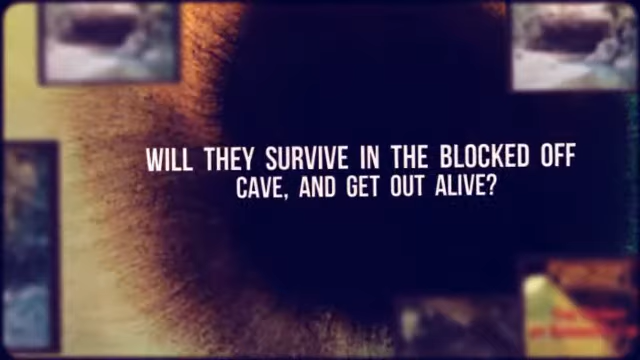 WILL THEY SURVIVE IN THE BLOCKED OFF
CAVE, AND GET OUT ALIVE?